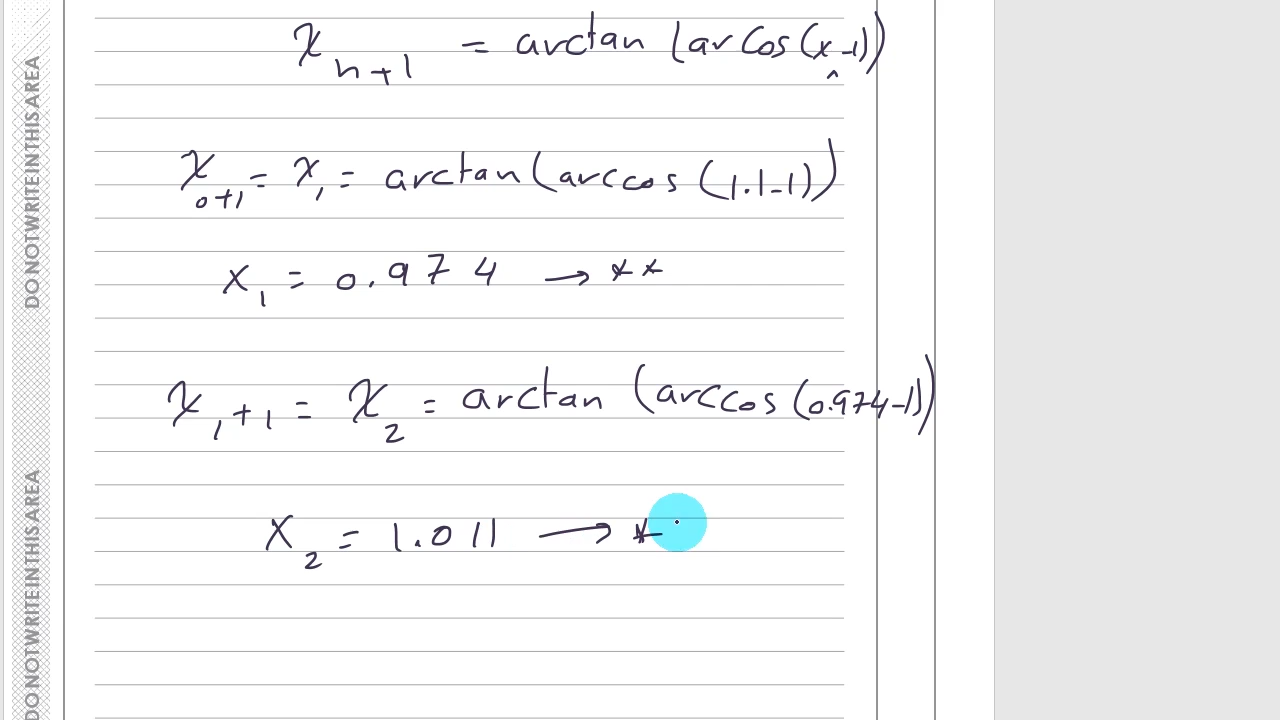 x_{n+1} = arctan (arccos(x_n-1))
x_{0+1} = x_1 = arctan(arccos (1.1-1))
x_1 = 0.974 → **
x_{1+1} = x_2 = arctan (arccos(0.974-1))
x_2 = 1.011 → *
DO NOT WRITE IN THIS AREA
DO NOT WRITE IN THIS AREA